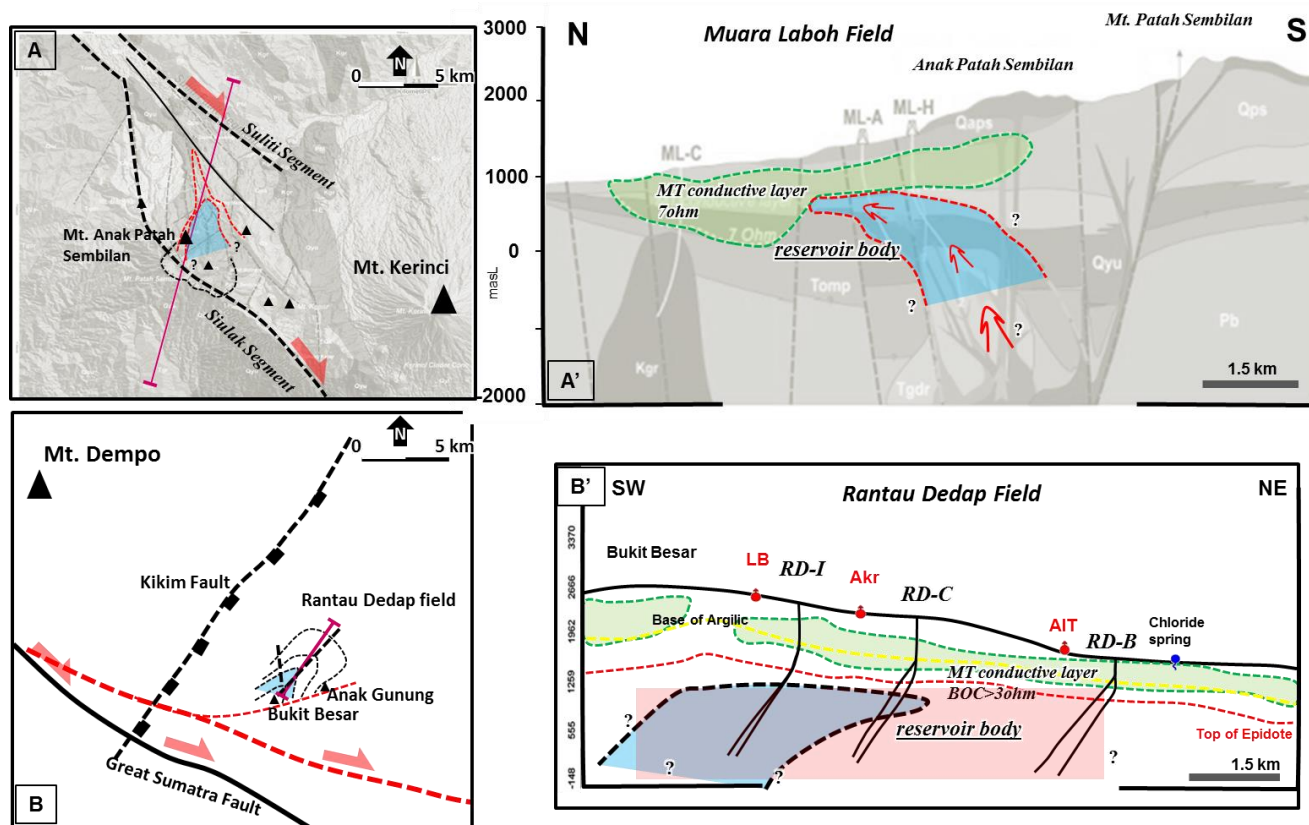 A
N
0 5 km
Suliti Segment
Mt. Anak Patah
Sembilan
?
?
Mt. Kerinci
Siulak Segment
3000
2000
1000
0
masL
-2000
N
Muara Laboh Field
Mt. Patah Sembilan
S
Anak Patah Sembilan
ML-A
ML-H
Qaps
Qps
ML-C
MT conductive layer
7ohm
7 Ohm
reservoir body
?
?
?
Tomp
Qyu
Pb
Kgr
Tgdr
A'
1.5 km
Mt. Dempo
N
0 5 km
Kikim Fault
Rantau Dedap field
Anak Gunung
Bukit Besar
Great Sumatra Fault
B
B'
SW
Rantau Dedap Field
NE
3370
2666
1962
1259
555
-148
Bukit Besar
LB
RD-I
Akr
RD-C
AIT
RD-B
Chloride
spring
Base of Argilic
MT conductive layer
BOC>3ohm
reservoir body
Top of Epidote
?
?
?
?
1.5 km